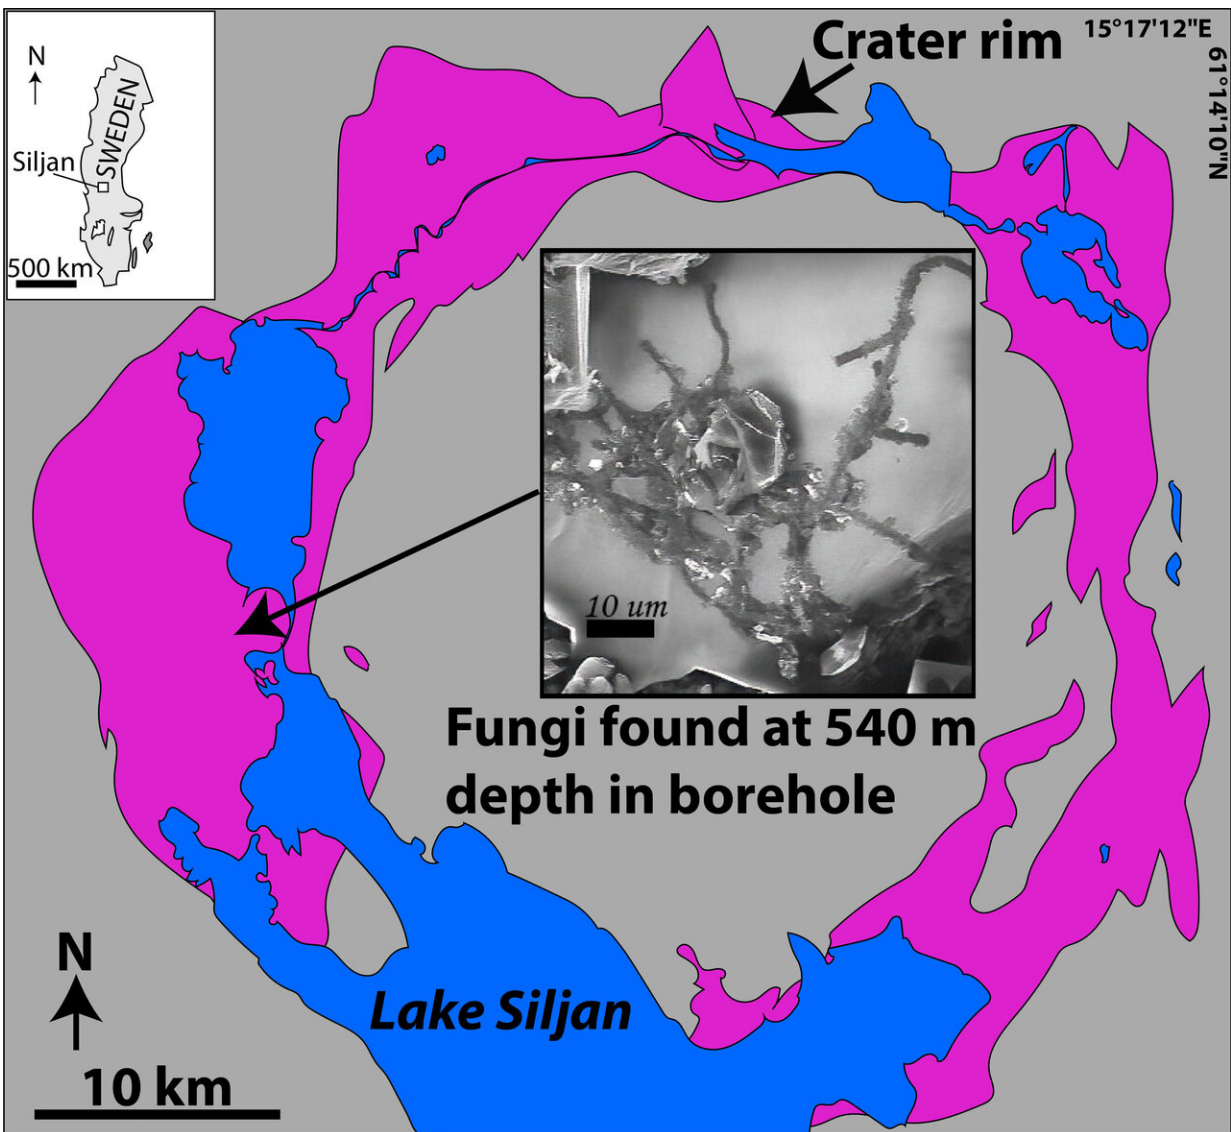 Crater rim
15°17'12"E
61°14'10"N
N
SWEDEN
Siljan
500 km
10 um
Fungi found at 540 m
depth in borehole
Lake Siljan
N
10 km